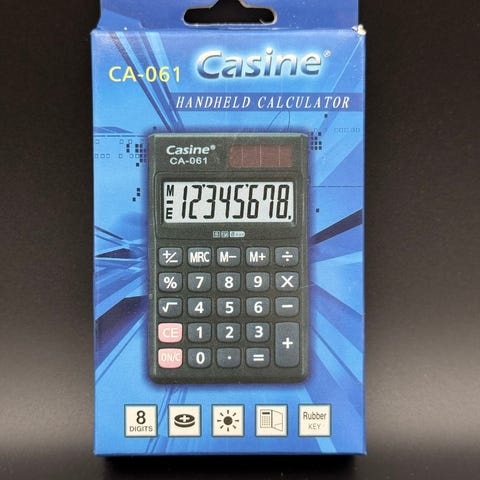 CA-061 Casine®
HANDHELD CALCULATOR
Casine®
CA-061
M
E 12345678.
+/- MRC M- M+ ÷
% 7 8 9 X
√ 4 5 6 -
CE 1 2 3 +
ON/C 0 . =
8
DIGITS
Rubber
KEY